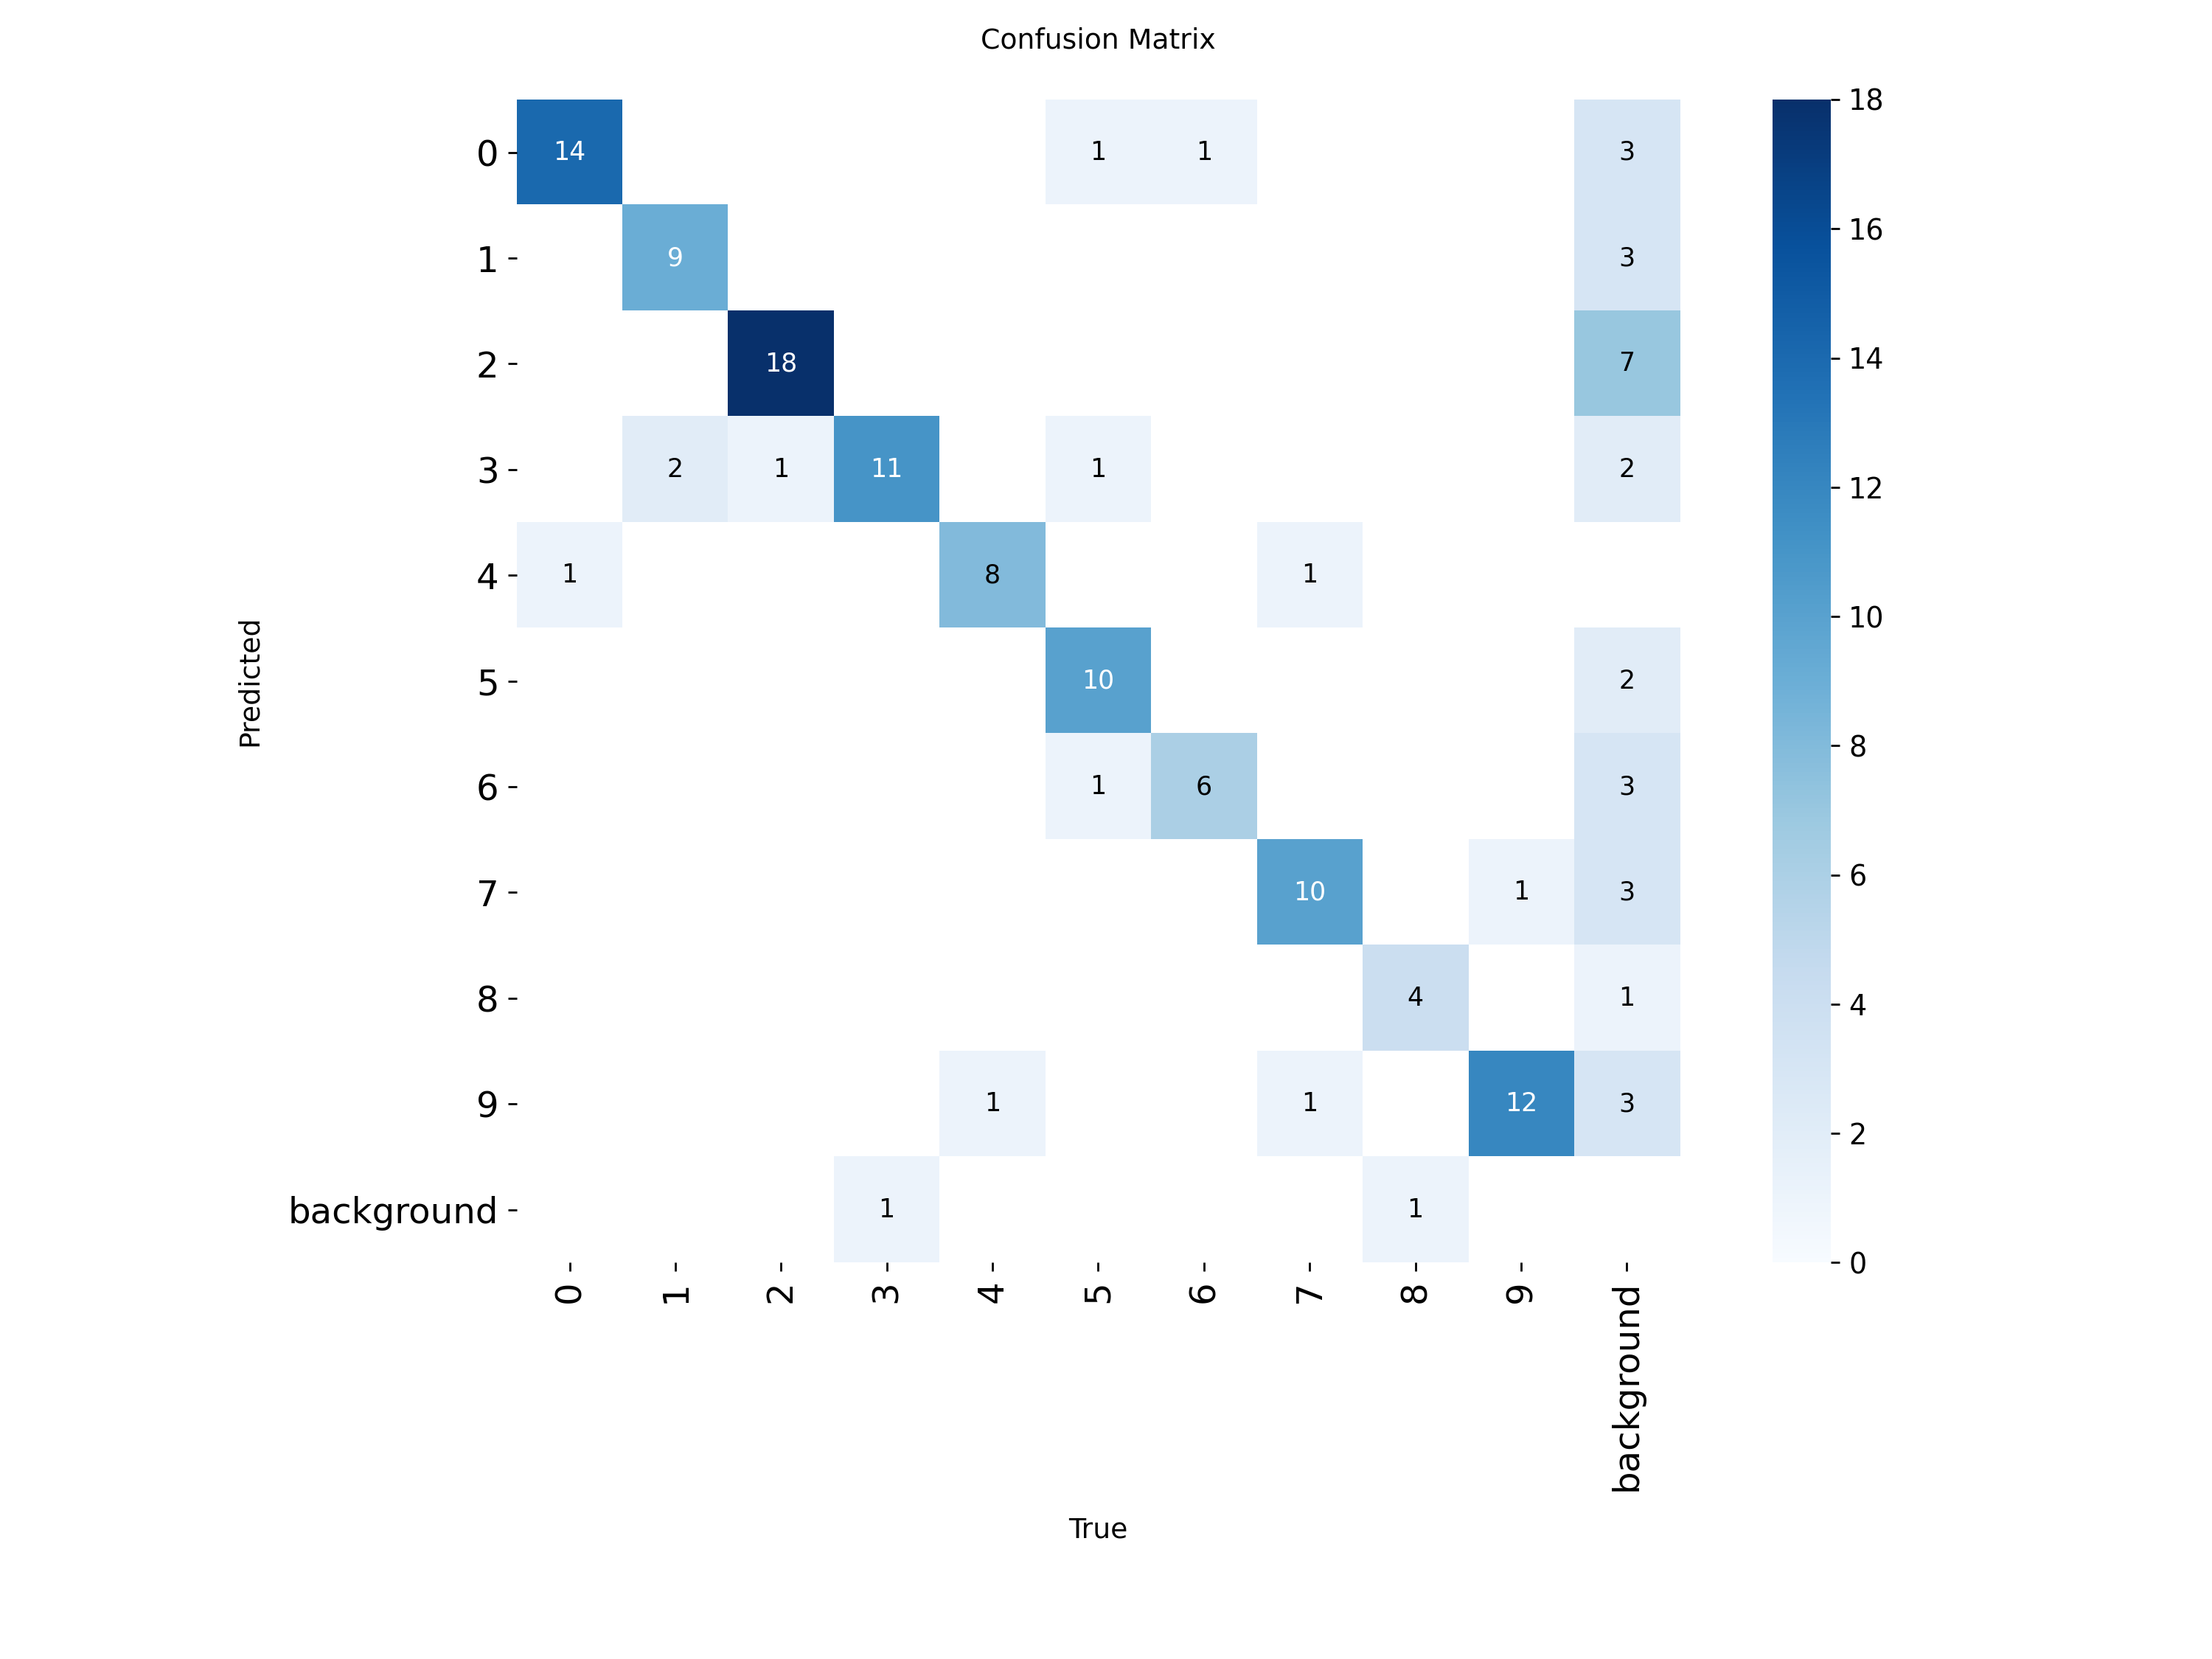 Confusion Matrix
0 14 1 1 3
1 9 3
2 18 7
3 2 1 11 1 2
4 1 8 1
5 10 2
6 1 6 3
7 10 1 3
8 4 1
9 1 1 12 3
background 1 1
0 1 2 3 4 5 6 7 8 9 background
True
Predicted
18
16
14
12
10
8
6
4
2
0